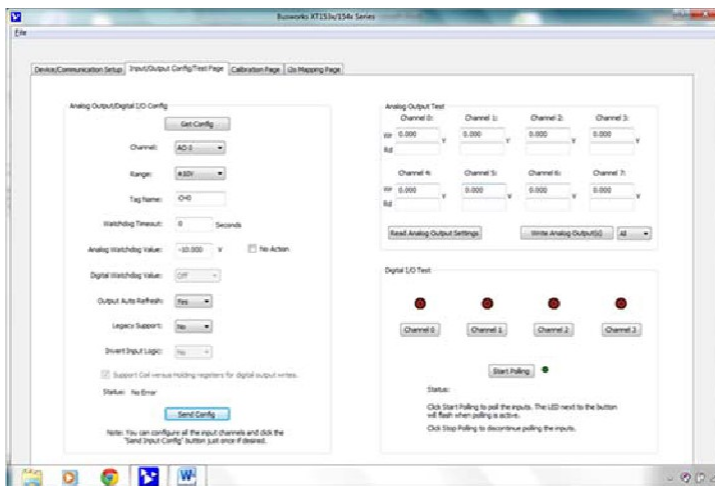 Busworks XT153x/154x Series
File
Device/Communication Setup
Input/Output Config/Test Page
Calibration Page
i2o Mapping Page
Analog Output/Digital I/O Config
Get Config
Channel: AO 0
Range: ±10V
Tag Name: CH0
Watchdog Timeout: 0 Seconds
Analog Watchdog Value: -10.000 V No Action
Digital Watchdog Value: Off
Output Auto Refresh: Yes
Legacy Support: No
Invert Input Logic: No
Support Coil versus holding registers for digital output writes.
Status: No Error
Send Config
Note: You can configure all the input channels and click the
"Send Input Config" button just once if desired.
Analog Output Test
Channel 0: Channel 1: Channel 2: Channel 3:
Wr 0.000 V 0.000 V 0.000 V 0.000 V
Rd
Channel 4: Channel 5: Channel 6: Channel 7:
Wr 0.000 V 0.000 V 0.000 V 0.000 V
Rd
Read Analog Output Settings Write Analog Output(s) All
Digital I/O Test
Channel 0 Channel 1 Channel 2 Channel 3
Start Polling
Status:
Click Start Polling to poll the inputs. The LED next to the button
will flash when polling is active.
Click Stop Polling to discontinue polling the inputs.